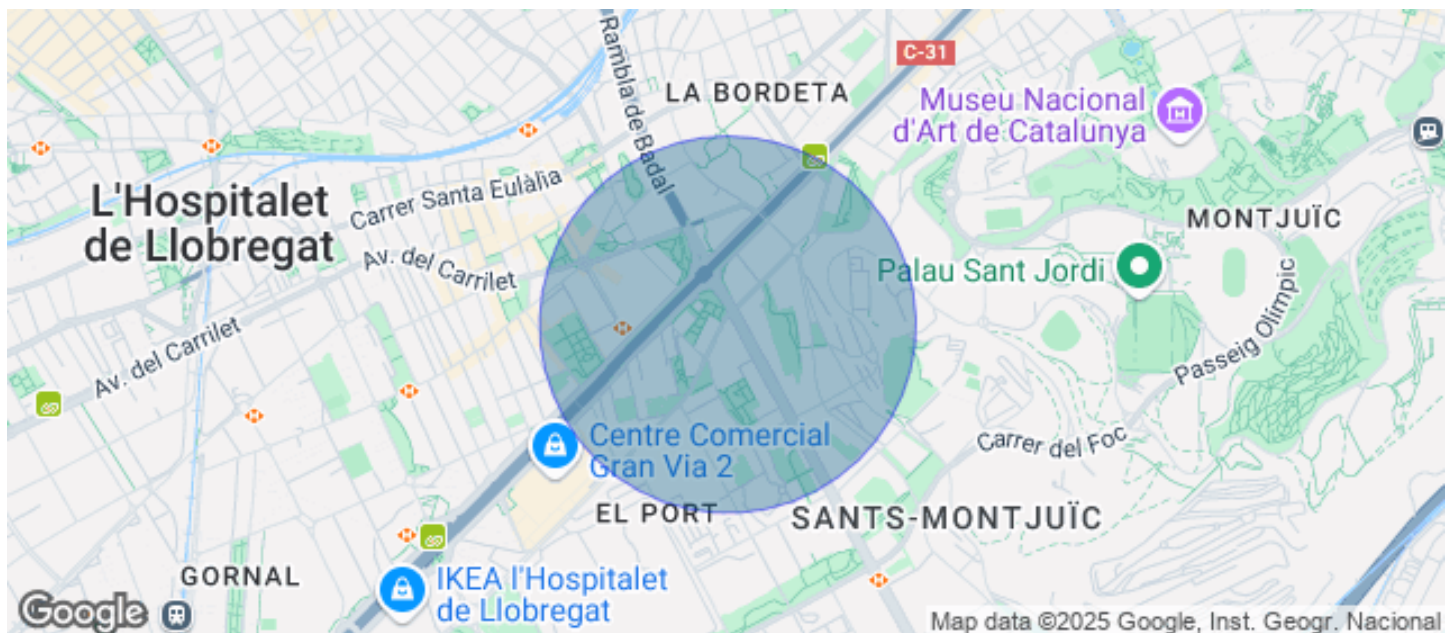 C-31
Rambla de Badal
LA BORDETA
Museu Nacional
d'Art de Catalunya
L'Hospitalet
de Llobregat
Carrer Santa Eulàlia
Av. del Carrilet
MONTJUÏC
Palau Sant Jordi
Passeig Olímpic
Av. del Carrilet
Centre Comercial
Gran Via 2
Carrer del Foc
EL PORT
SANTS-MONTJUÏC
GORNAL
IKEA l'Hospitalet
de Llobregat
Google
Map data ©2025 Google, Inst. Geogr. Nacional